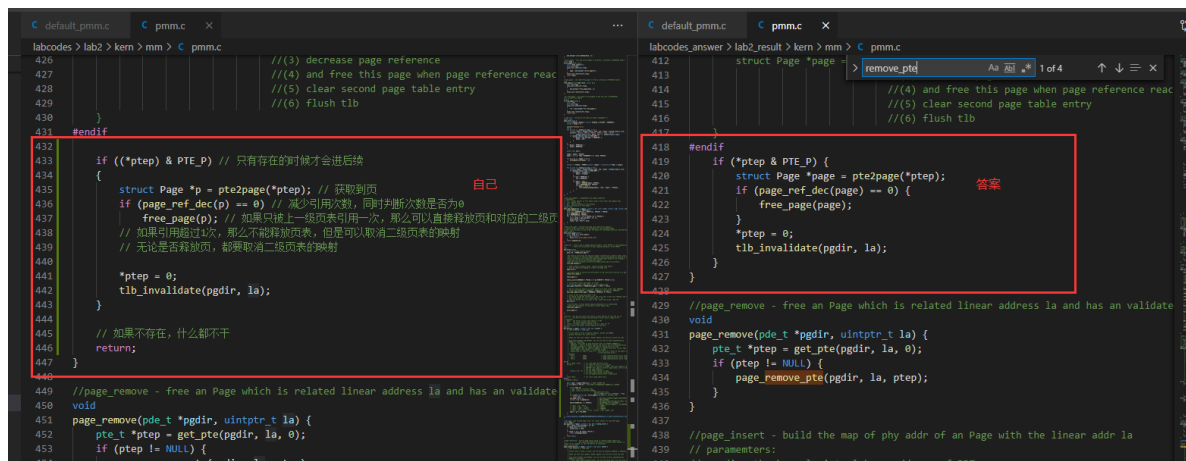 default_pmm.c
pmm.c
labcodes > lab2 > kern > mm > C pmm.c
426 //(3) decrease page reference
427 //(4) and free this page when page reference reac
428 //(5) clear second page table entry
429 //(6) flush tlb
430 }
431 #endif
432
433 if ((*ptep) & PTE_P) // 只有存在的时候才会进后续
434 {
435 struct Page *p = pte2page(*ptep); // 获取到页
436 if (page_ref_dec(p) == 0) // 减少引用次数，同时判断次数是否为0
437 free_page(p); // 如果只被上一级页表引用一次，那么可以直接释放页和对应的二级页
438 // 如果引用超过1次，那么不能释放页表，但是可以取消二级页表的映射
439 // 无论是否释放页，都要取消二级页表的映射
440
441 *ptep = 0;
442 tlb_invalidate(pgdir, la);
443 }
444
445 // 如果不存在，什么都不干
446 return;
447 }
448
449 //page_remove - free an Page which is related linear address la and has an validate
450 void
451 page_remove(pde_t *pgdir, uintptr_t la) {
452 pte_t *ptep = get_pte(pgdir, la, 0);
453 if (ptep != NULL) {
自己
default_pmm.c
pmm.c
labcodes_answer > lab2_result > kern > mm > C pmm.c
remove_pte
1 of 4
412 struct Page *page =
413
414 //(4) and free this page when page reference reac
415 //(5) clear second page table entry
416 //(6) flush tlb
417 }
418 #endif
419 if (*ptep & PTE_P) {
420 struct Page *page = pte2page(*ptep);
421 if (page_ref_dec(page) == 0) {
422 free_page(page);
423 }
424 *ptep = 0;
425 tlb_invalidate(pgdir, la);
426 }
427 }
428
429 //page_remove - free an Page which is related linear address la and has an validate
430 void
431 page_remove(pde_t *pgdir, uintptr_t la) {
432 pte_t *ptep = get_pte(pgdir, la, 0);
433 if (ptep != NULL) {
434 page_remove_pte(pgdir, la, ptep);
435 }
436 }
437
438 //page_insert - build the map of phy addr of an Page with the linear addr la
439 // paramemters:
答案